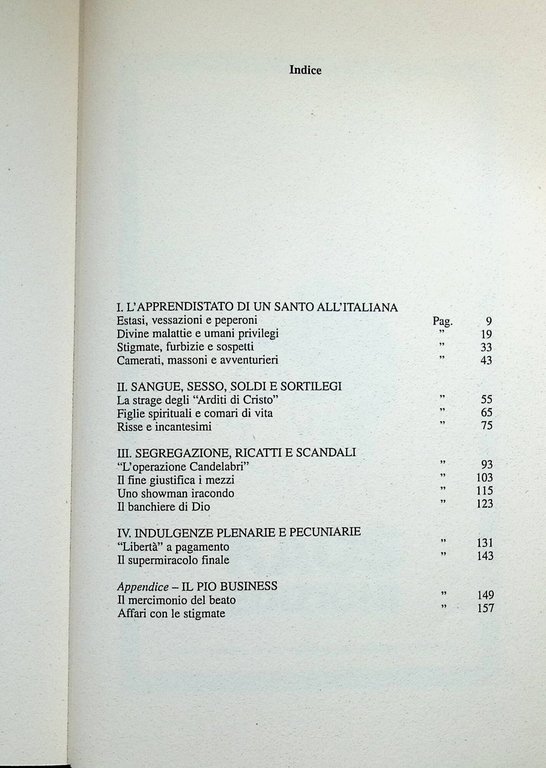 Indice
I. L'APPRENDISTATO DI UN SANTO ALL'ITALIANA
Estasi, vessazioni e peperoni Pag. 9
Divine malattie e umani privilegi ” 19
Stigmate, furbizie e sospetti ” 33
Camerati, massoni e avventurieri ” 43
II. SANGUE, SESSO, SOLDI E SORTILEGI
La strage degli “Arditi di Cristo” ” 55
Figlie spirituali e comari di vita ” 65
Risse e incantesimi ” 75
III. SEGREGAZIONE, RICATTI E SCANDALI
“L'operazione Candelabri” ” 93
Il fine giustifica i mezzi ” 103
Uno showman iracondo ” 115
Il banchiere di Dio ” 123
IV. INDULGENZE PLENARIE E PECUNIARIE
“Libertà” a pagamento ” 131
Il supermiracolo finale ” 143
Appendice – IL PIO BUSINESS
Il mercimonio del beato ” 149
Affari con le stigmate ” 157